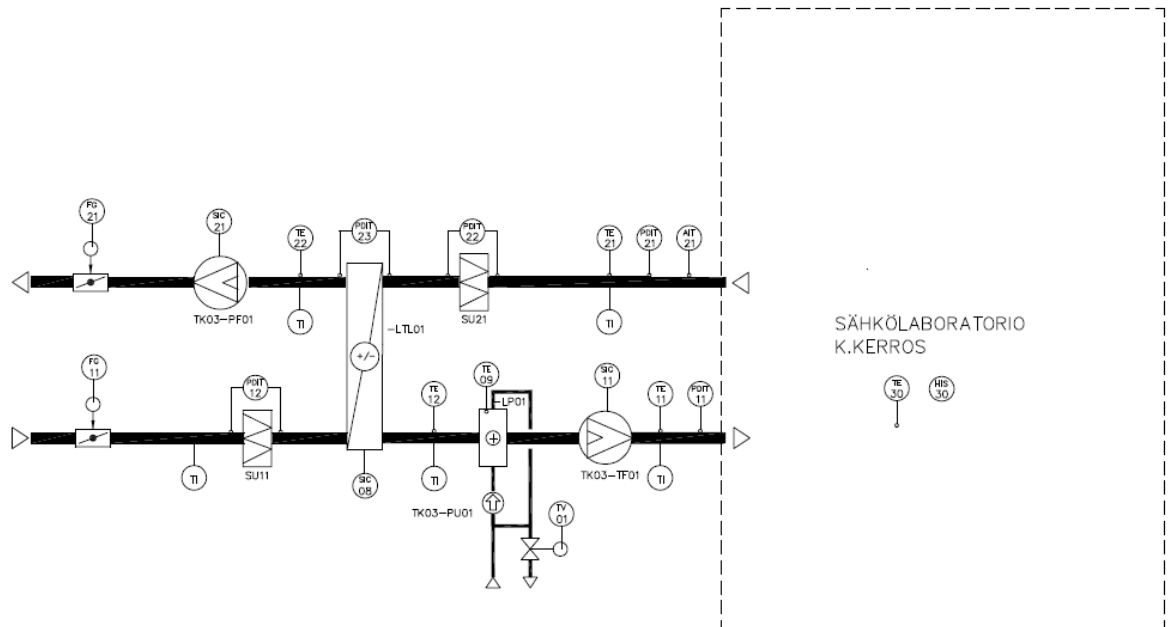 FG
21
SIC
21
TE
22
PDIT
23
PDIT
22
TE
21
PDIT
21
AIT
21
TK03-PF01
TI
-LTL01
SU21
TI
SÄHKÖLABORATORIO
K.KERROS
FG
11
PDIT
12
+/-
TE
12
TE
09
-LP01
SIC
11
TE
11
PDIT
11
TE
30
HIS
30
TI
SU11
SIC
08
TI
TK03-TF01
TI
TK03-PU01
TV
01